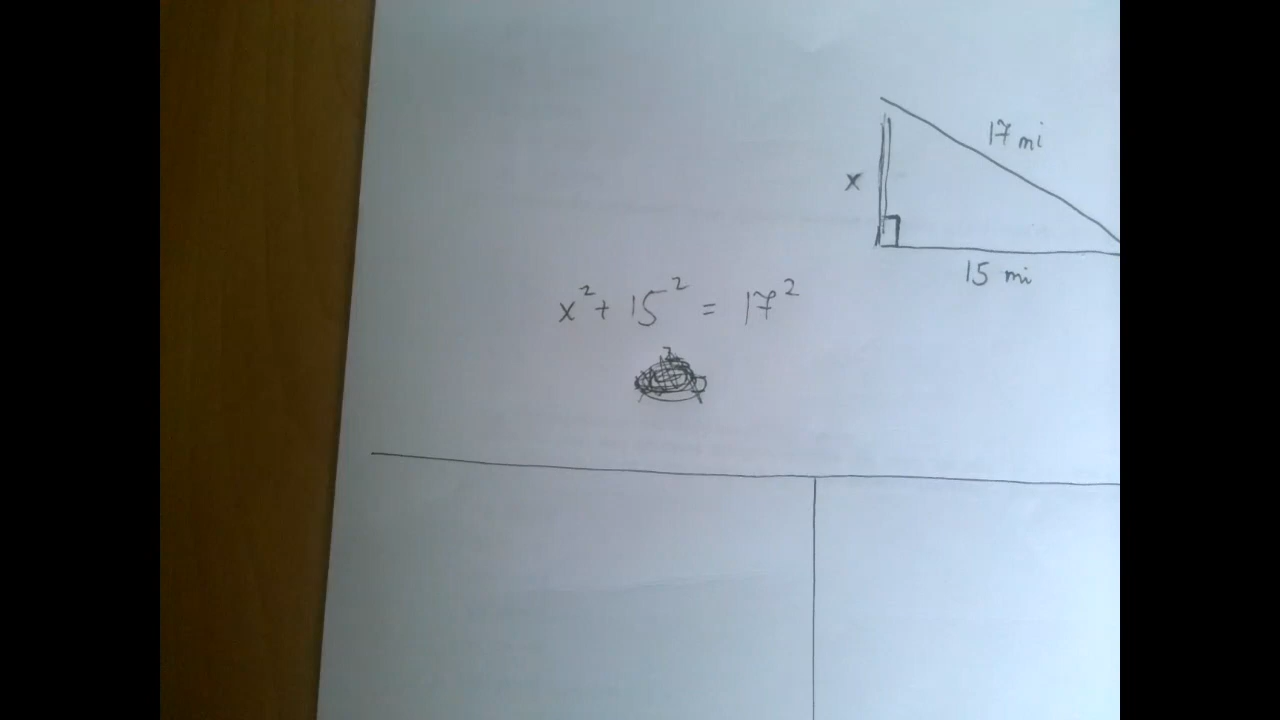 17 mi
x
15 mi
x² + 15² = 17²